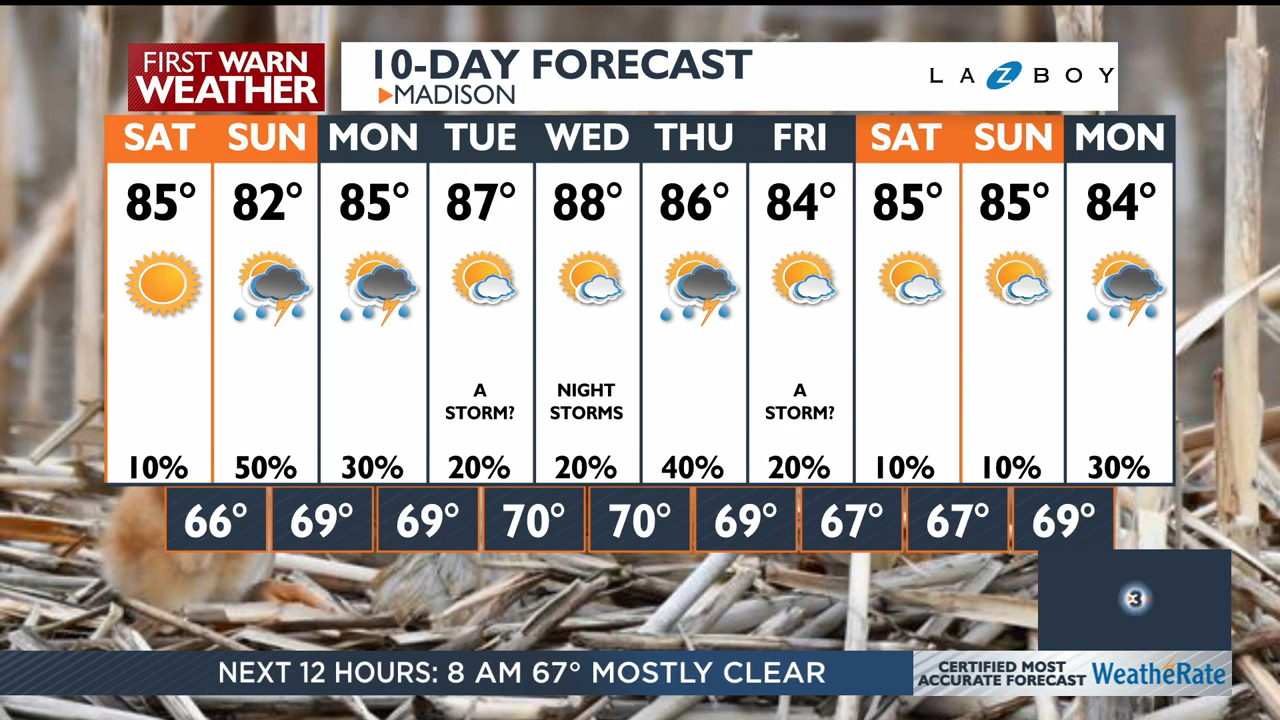 FIRST WARN
WEATHER
10-DAY FORECAST
MADISON
LA Z BOY
SAT SUN MON TUE WED THU FRI SAT SUN MON
85° 82° 85° 87° 88° 86° 84° 85° 85° 84°
A STORM?
NIGHT STORMS
A STORM?
10% 50% 30% 20% 20% 40% 20% 10% 10% 30%
66° 69° 69° 70° 70° 69° 67° 67° 69°
3
NEXT 12 HOURS: 8 AM 67° MOSTLY CLEAR
CERTIFIED MOST
ACCURATE FORECAST
WeatheRate